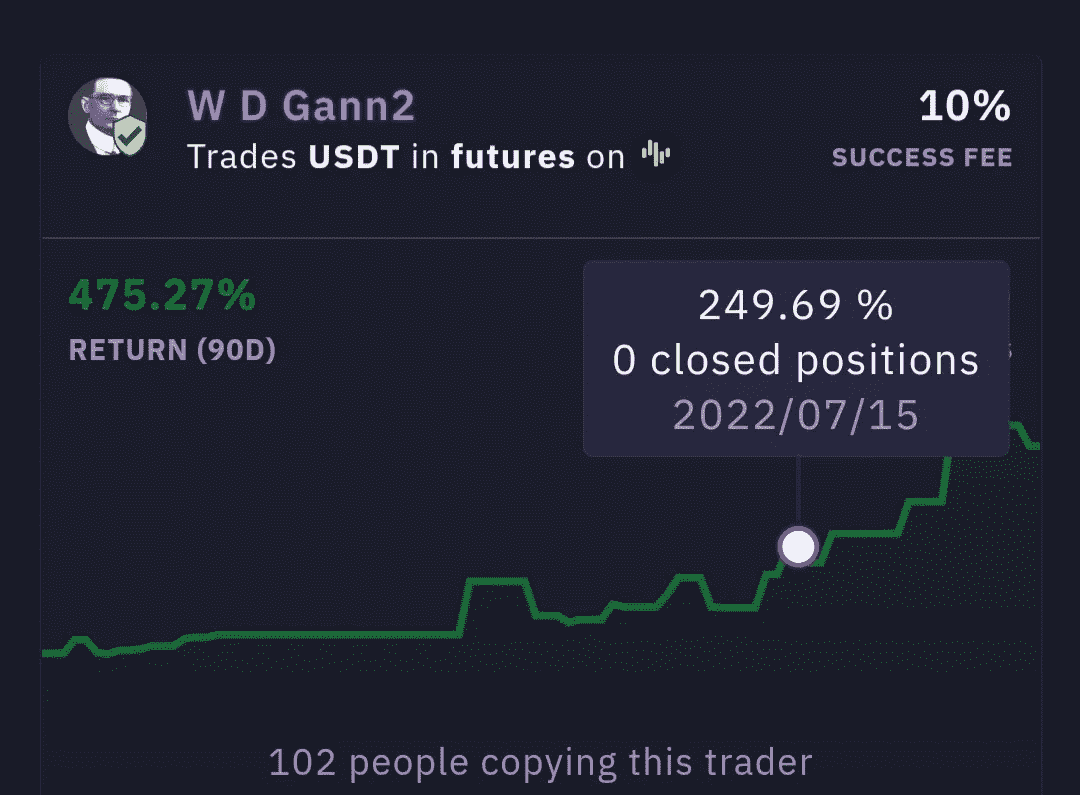 W D Gann2
10%
Trades USDT in futures on
SUCCESS FEE
475.27%
RETURN (90D)
249.69 %
0 closed positions
2022/07/15
102 people copying this trader